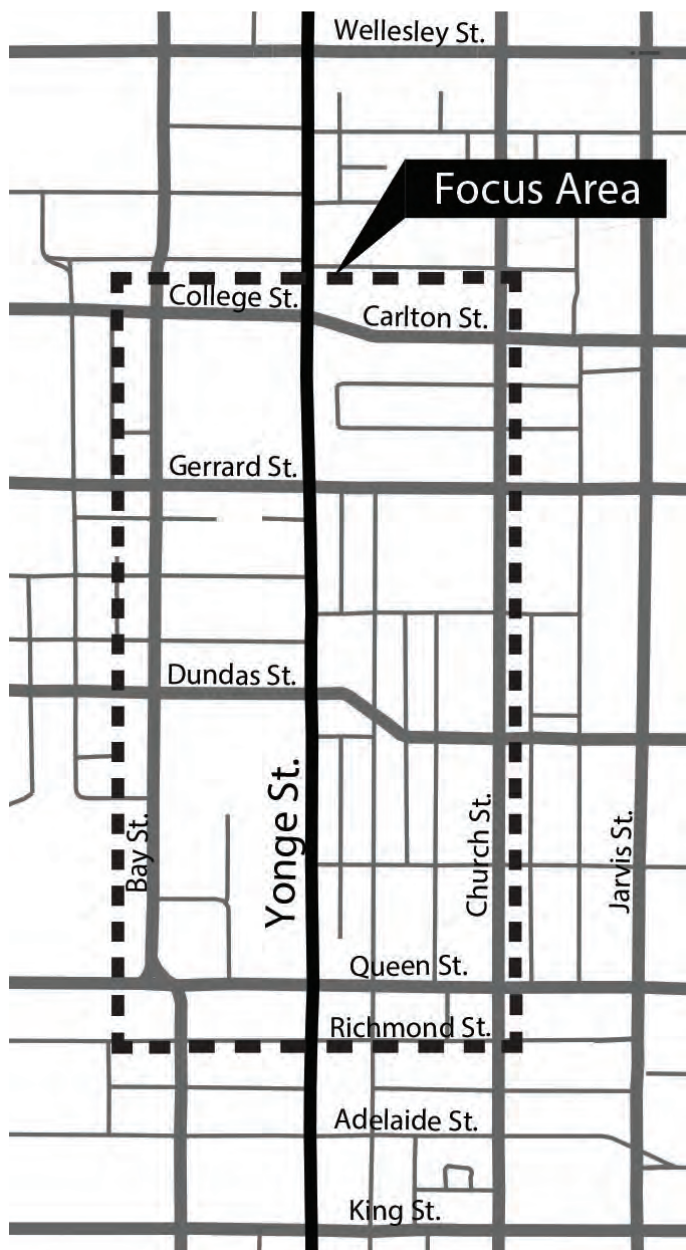 Wellesley St.
Focus Area
College St.
Carlton St.
Gerrard St.
Dundas St.
Yonge St.
Bay St.
Church St.
Jarvis St.
Queen St.
Richmond St.
Adelaide St.
King St.